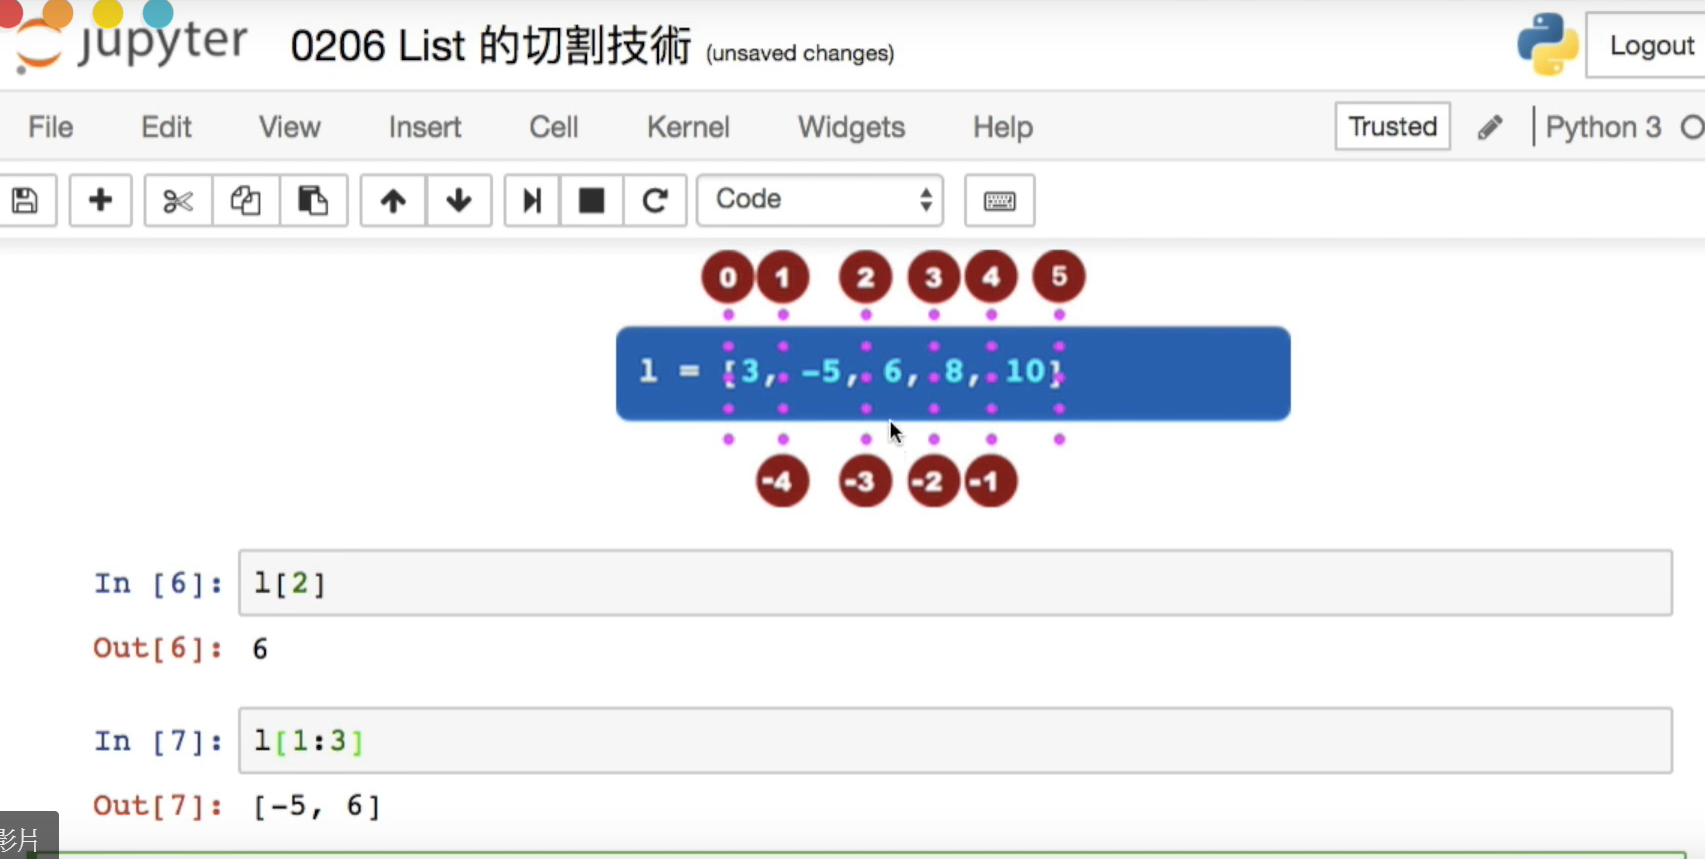 jupyter 0206 List 的切割技術 (unsaved changes) Logout
File Edit View Insert Cell Kernel Widgets Help Trusted Python 3
Code
0 1 2 3 4 5
l = [3, -5, 6, 8, 10]
-4 -3 -2 -1
In [6]: l[2]
Out[6]: 6
In [7]: l[1:3]
Out[7]: [-5, 6]
影片